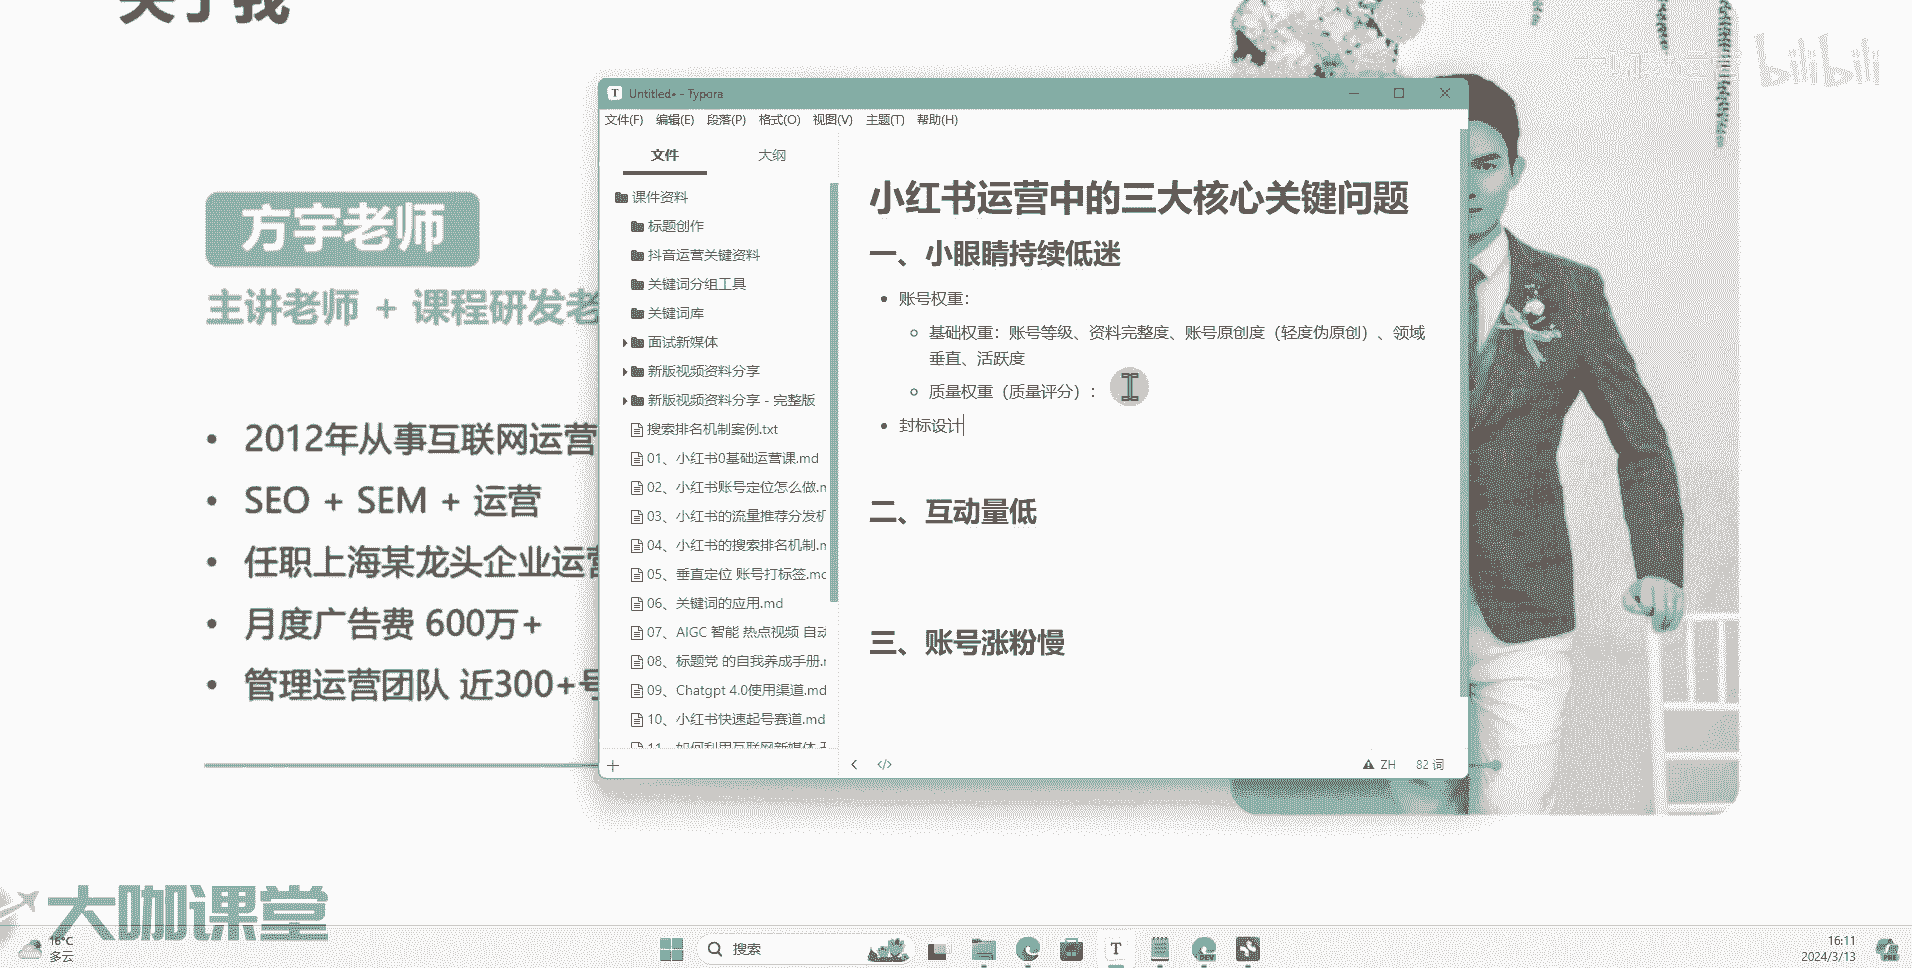 关于我
bilibili
方宇老师
主讲老师 + 课程研发老
2012年从事互联网运营
SEO + SEM + 运营
任职上海某龙头企业运营
月度广告费 600万+
管理运营团队 近300+号
大咖课堂
Untitled• - Typora
文件(F) 编辑(E) 段落(P) 格式(O) 视图(V) 主题(T) 帮助(H)
文件 大纲
课件资料
标题创作
抖音运营关键资料
关键词分组工具
关键词库
面试新媒体
新版视频资料分享
新版视频资料分享 - 完整版
搜索排名机制案例.txt
01、小红书0基础运营课.md
02、小红书账号定位怎么做.m
03、小红书的流量推荐分发机
04、小红书的搜索排名机制.m
05、垂直定位 账号打标签.mc
06、关键词的应用.md
07、AIGC 智能 热点视频 自动
08、标题党 的自我养成手册.m
09、Chatgpt 4.0使用渠道.md
10、小红书快速起号赛道.md
11、如何利用互联网新媒体
小红书运营中的三大核心关键问题
一、小眼睛持续低迷
账号权重：
基础权重：账号等级、资料完整度、账号原创度（轻度伪原创）、领域
垂直、活跃度
质量权重（质量评分）：
封标设计
二、互动量低
三、账号涨粉慢
ZH 82 词
16°C
多云
搜索
16:11
2024/3/13